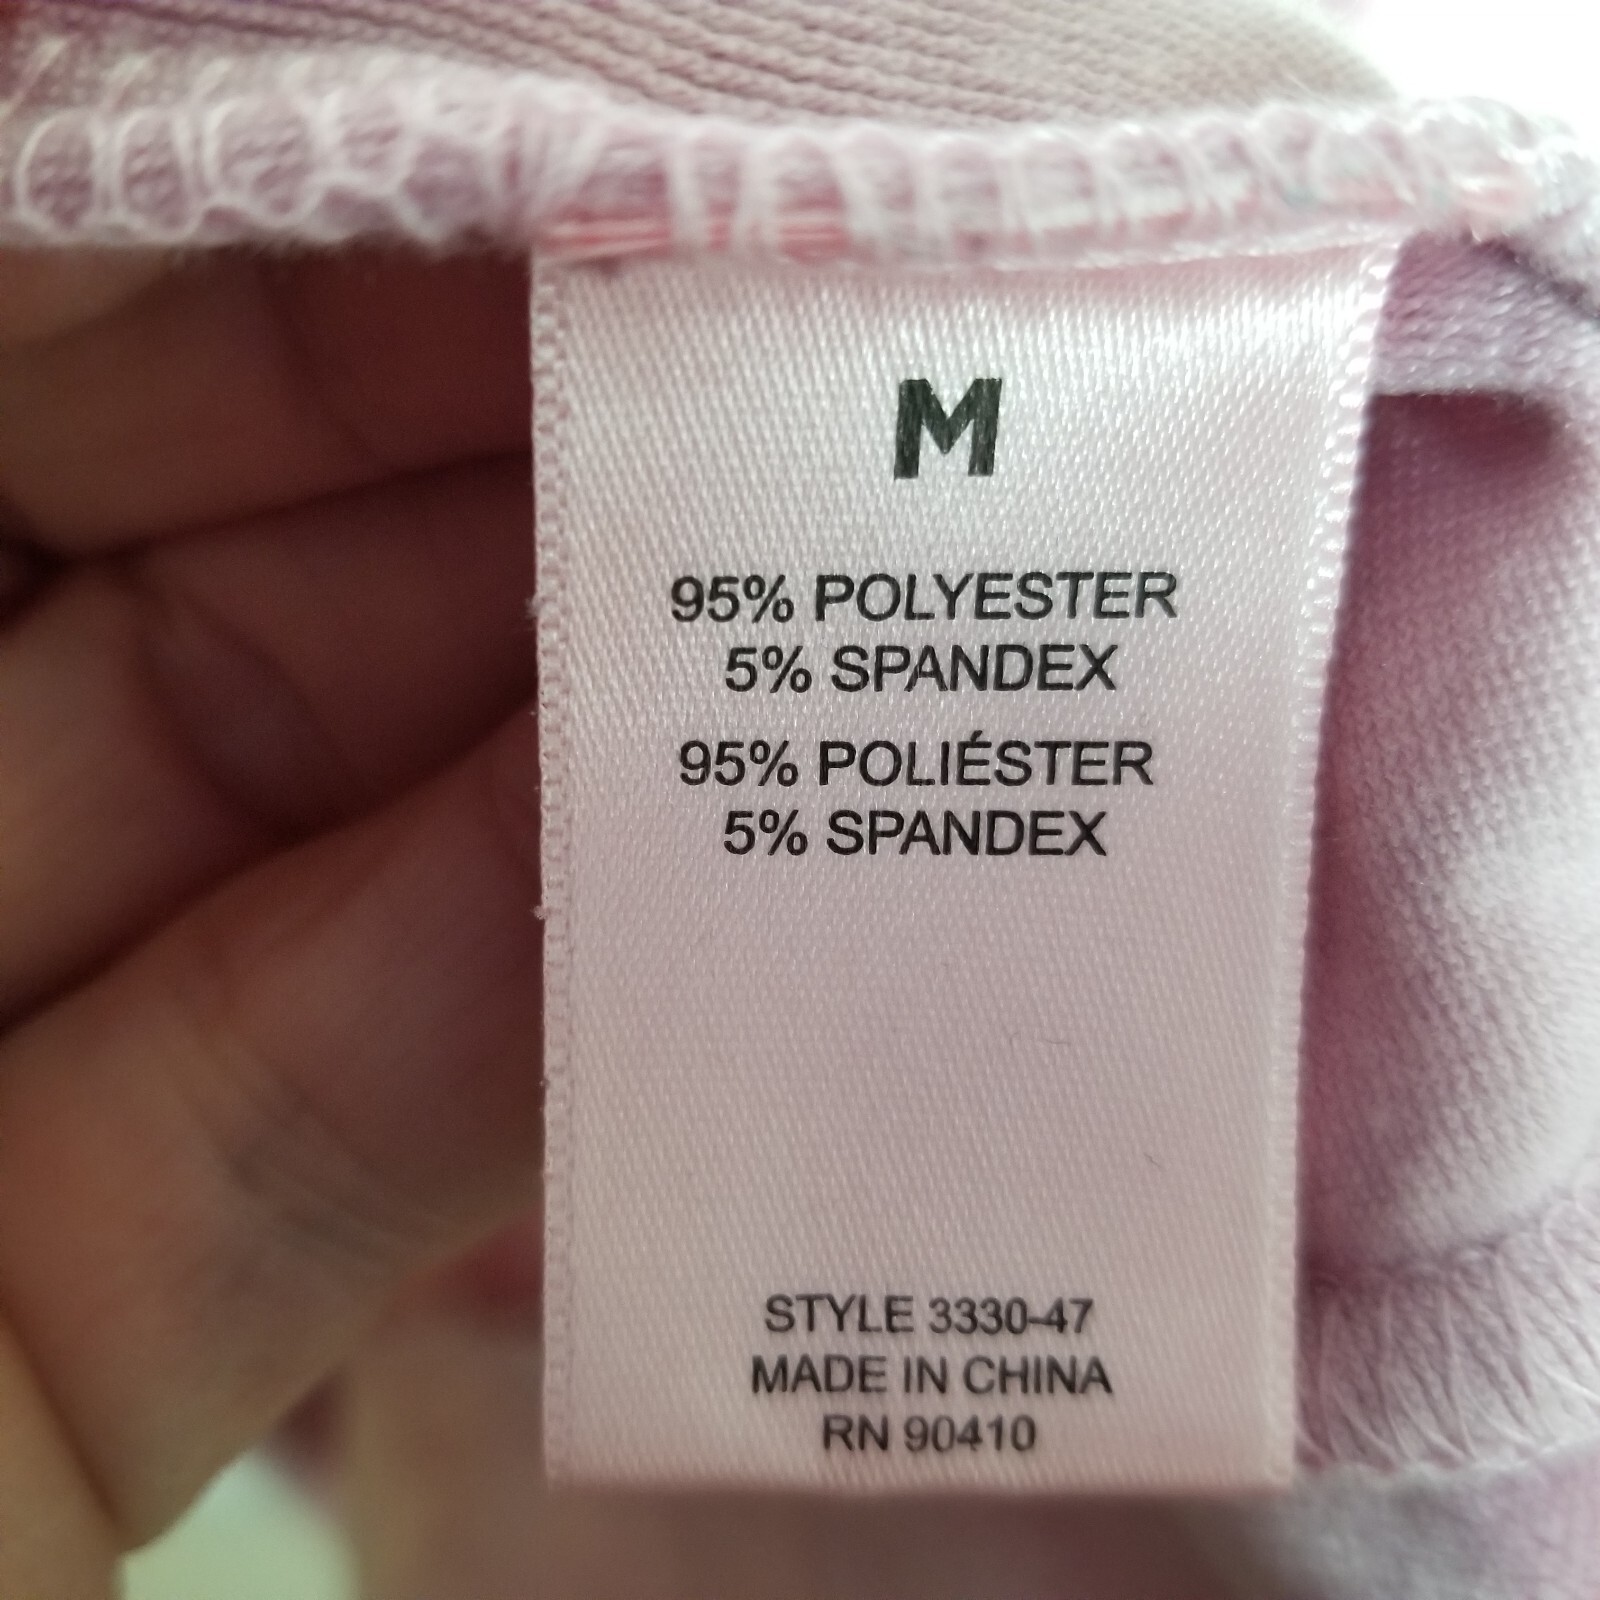 M
95% POLYESTER
5% SPANDEX
95% POLIÉSTER
5% SPANDEX
STYLE 3330-47
MADE IN CHINA
RN 90410